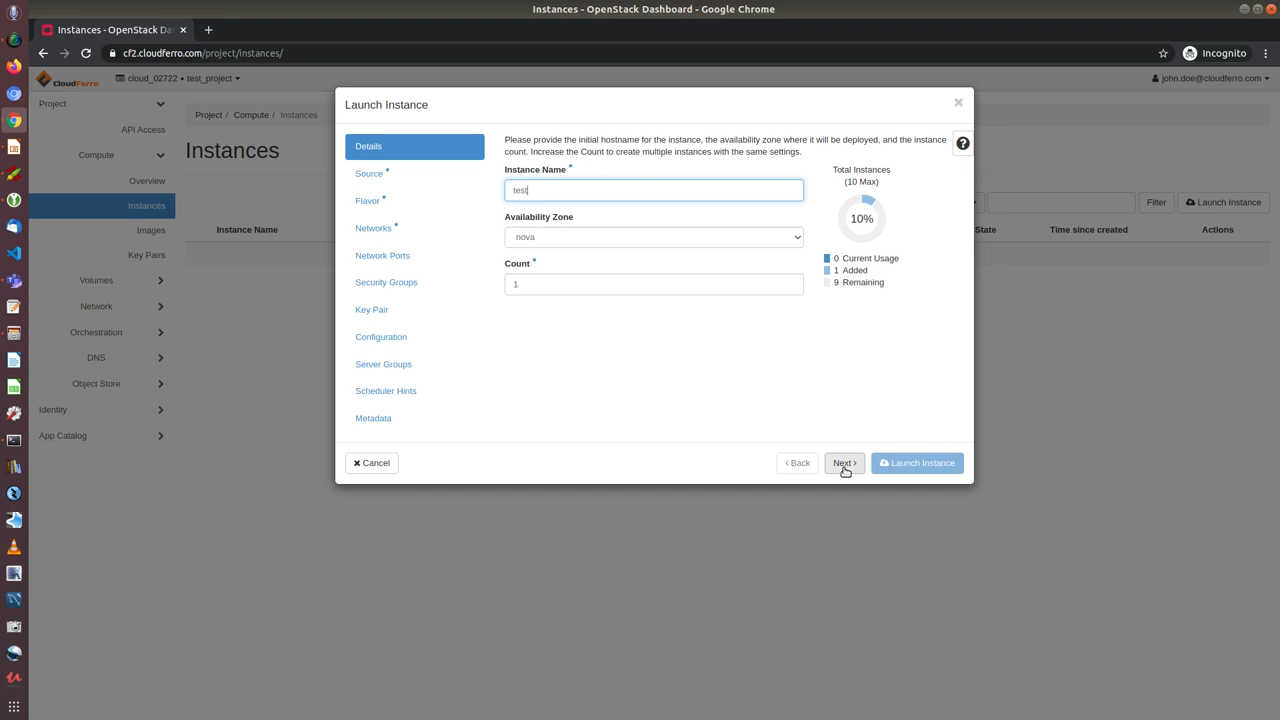 Instances - OpenStack Dashboard - Google Chrome
Instances - OpenStack Das
cf2.cloudferro.com/project/instances/
Incognito
CloudFerro
cloud_02722 • test_project
john.doe@cloudferro.com
Project
API Access
Compute
Overview
Instances
Images
Key Pairs
Volumes
Network
Orchestration
DNS
Object Store
Identity
App Catalog
Project / Compute / Instances
Instances
Filter
Launch Instance
Instance Name
State
Time since created
Actions
Launch Instance
Details
Source
Flavor
Networks
Network Ports
Security Groups
Key Pair
Configuration
Server Groups
Scheduler Hints
Metadata
Please provide the initial hostname for the instance, the availability zone where it will be deployed, and the instance
count. Increase the Count to create multiple instances with the same settings.
Instance Name
test
Availability Zone
nova
Count
1
Total Instances
(10 Max)
10%
0 Current Usage
1 Added
9 Remaining
Cancel
‹ Back
Next ›
Launch Instance